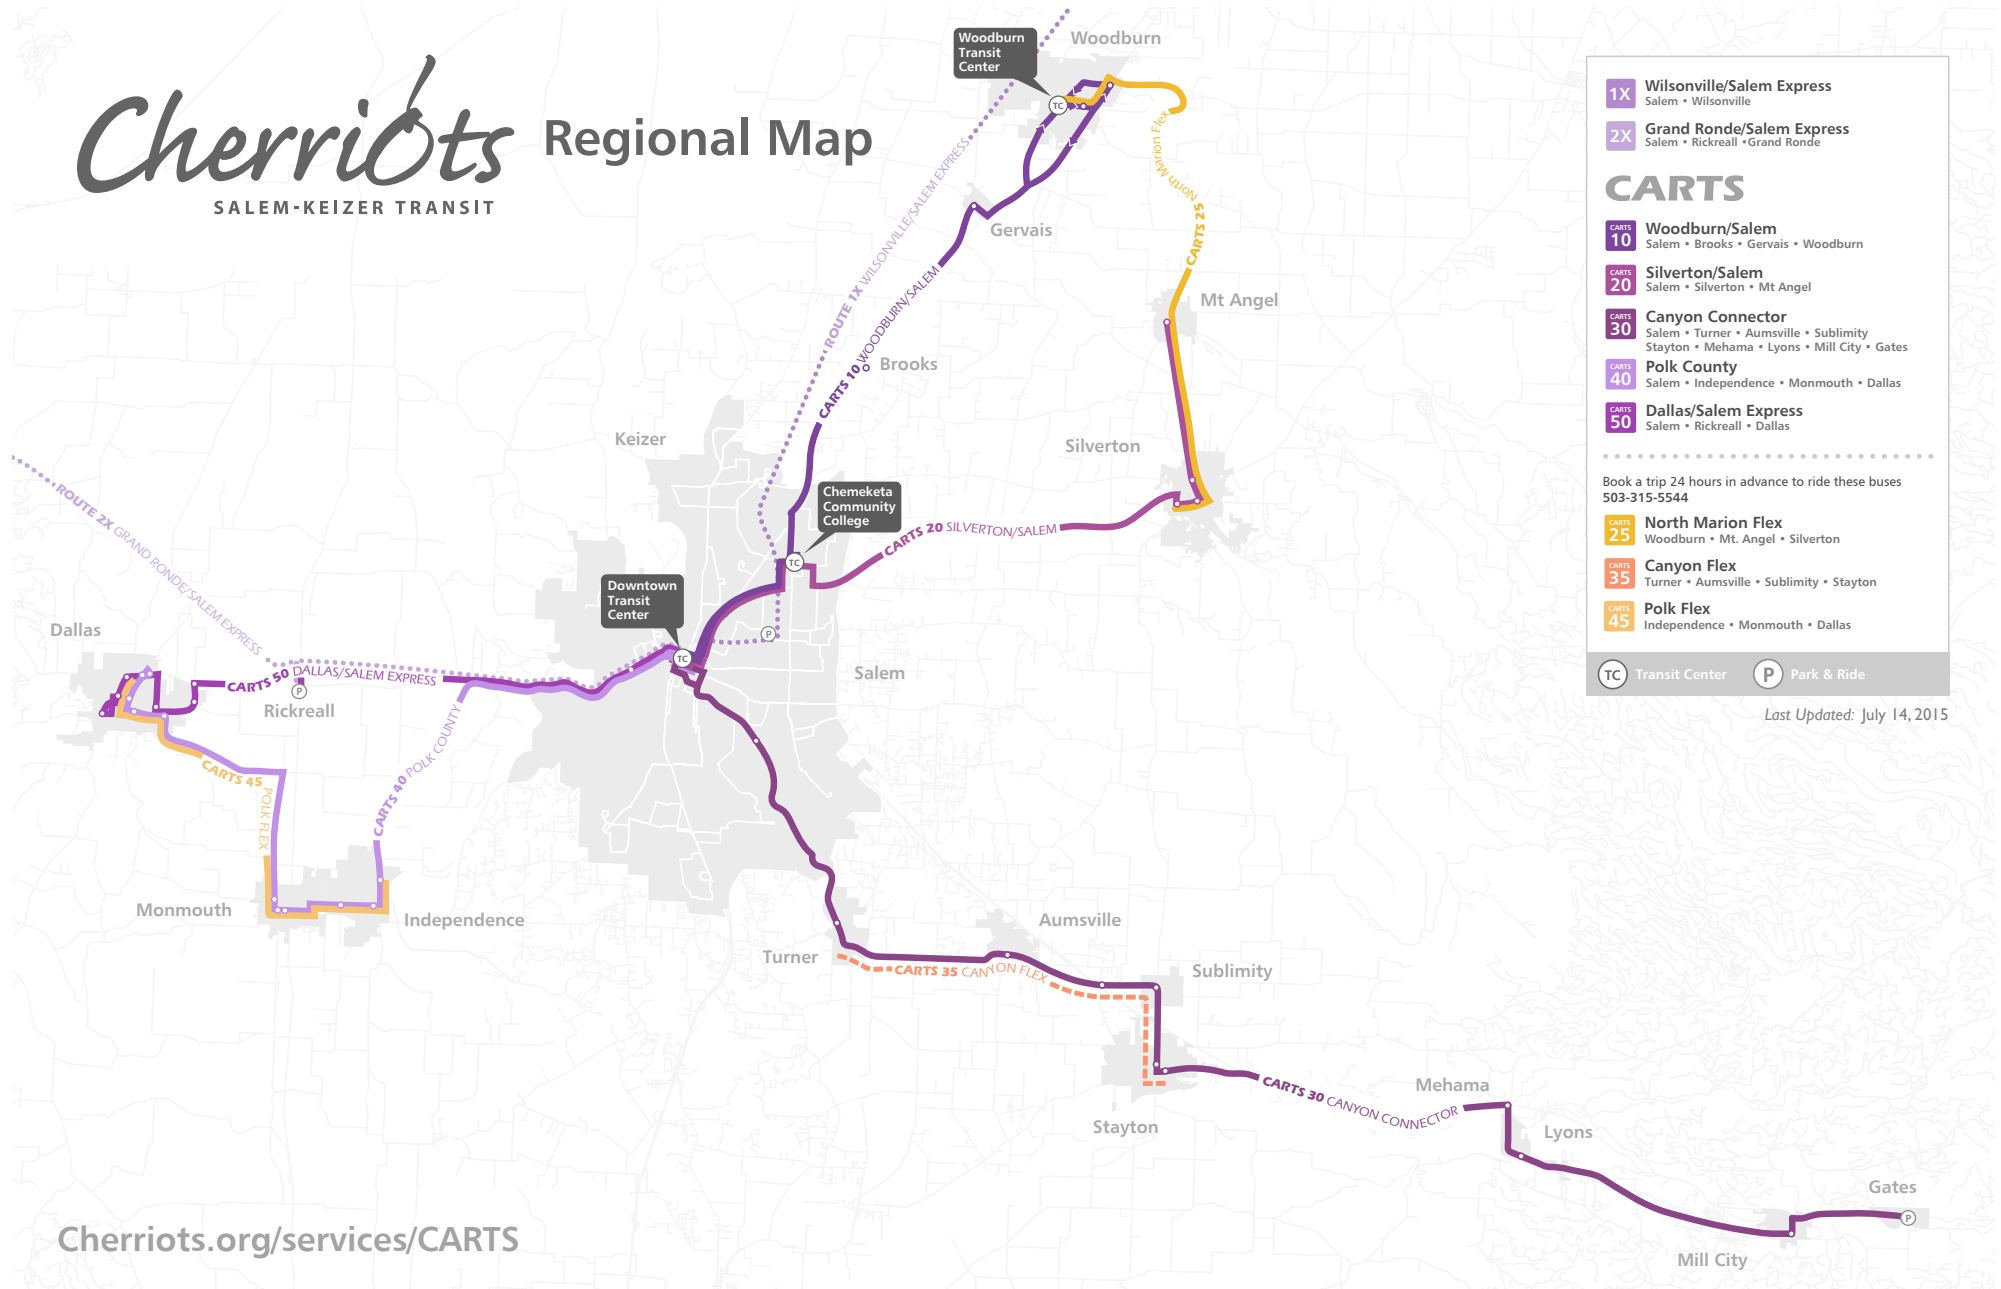 Cherriots
SALEM-KEIZER TRANSIT
Regional Map
Woodburn
Transit
Center
Woodburn
TC
North Marion Flex
CARTS 25
Gervais
ROUTE 1X WILSONVILLE/SALEM EXPRESS
CARTS 10 WOODBURN/SALEM
Mt Angel
Brooks
Keizer
Silverton
Chemeketa
Community
College
TC
CARTS 20 SILVERTON/SALEM
ROUTE 2X GRAND RONDE/SALEM EXPRESS
Downtown
Transit
Center
TC
P
Dallas
CARTS 50 DALLAS/SALEM EXPRESS
P
Rickreall
Salem
CARTS 40 POLK COUNTY
CARTS 45
POLK FLEX
Monmouth
Independence
Turner
Aumsville
CARTS 35 CANYON FLEX
Sublimity
Stayton
CARTS 30 CANYON CONNECTOR
Mehama
Lyons
Gates
P
Mill City
Cherriots.org/services/CARTS
1X
Wilsonville/Salem Express
Salem • Wilsonville
2X
Grand Ronde/Salem Express
Salem • Rickreall •Grand Ronde
CARTS
CARTS
10
Woodburn/Salem
Salem • Brooks • Gervais • Woodburn
CARTS
20
Silverton/Salem
Salem • Silverton • Mt Angel
CARTS
30
Canyon Connector
Salem • Turner • Aumsville • Sublimity
Stayton • Mehama • Lyons • Mill City • Gates
CARTS
40
Polk County
Salem • Independence • Monmouth • Dallas
CARTS
50
Dallas/Salem Express
Salem • Rickreall • Dallas
Book a trip 24 hours in advance to ride these buses
503-315-5544
CARTS
25
North Marion Flex
Woodburn • Mt. Angel • Silverton
CARTS
35
Canyon Flex
Turner • Aumsville • Sublimity • Stayton
CARTS
45
Polk Flex
Independence • Monmouth • Dallas
TC
Transit Center
P
Park & Ride
Last Updated: July 14, 2015